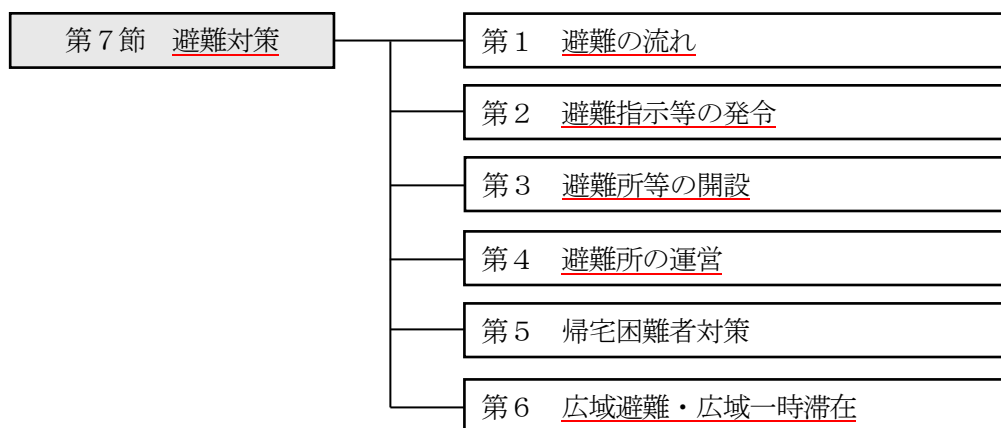 第７節　避難対策
第１　避難の流れ
第２　避難指示等の発令
第３　避難所等の開設
第４　避難所の運営
第５　帰宅困難者対策
第６　広域避難・広域一時滞在